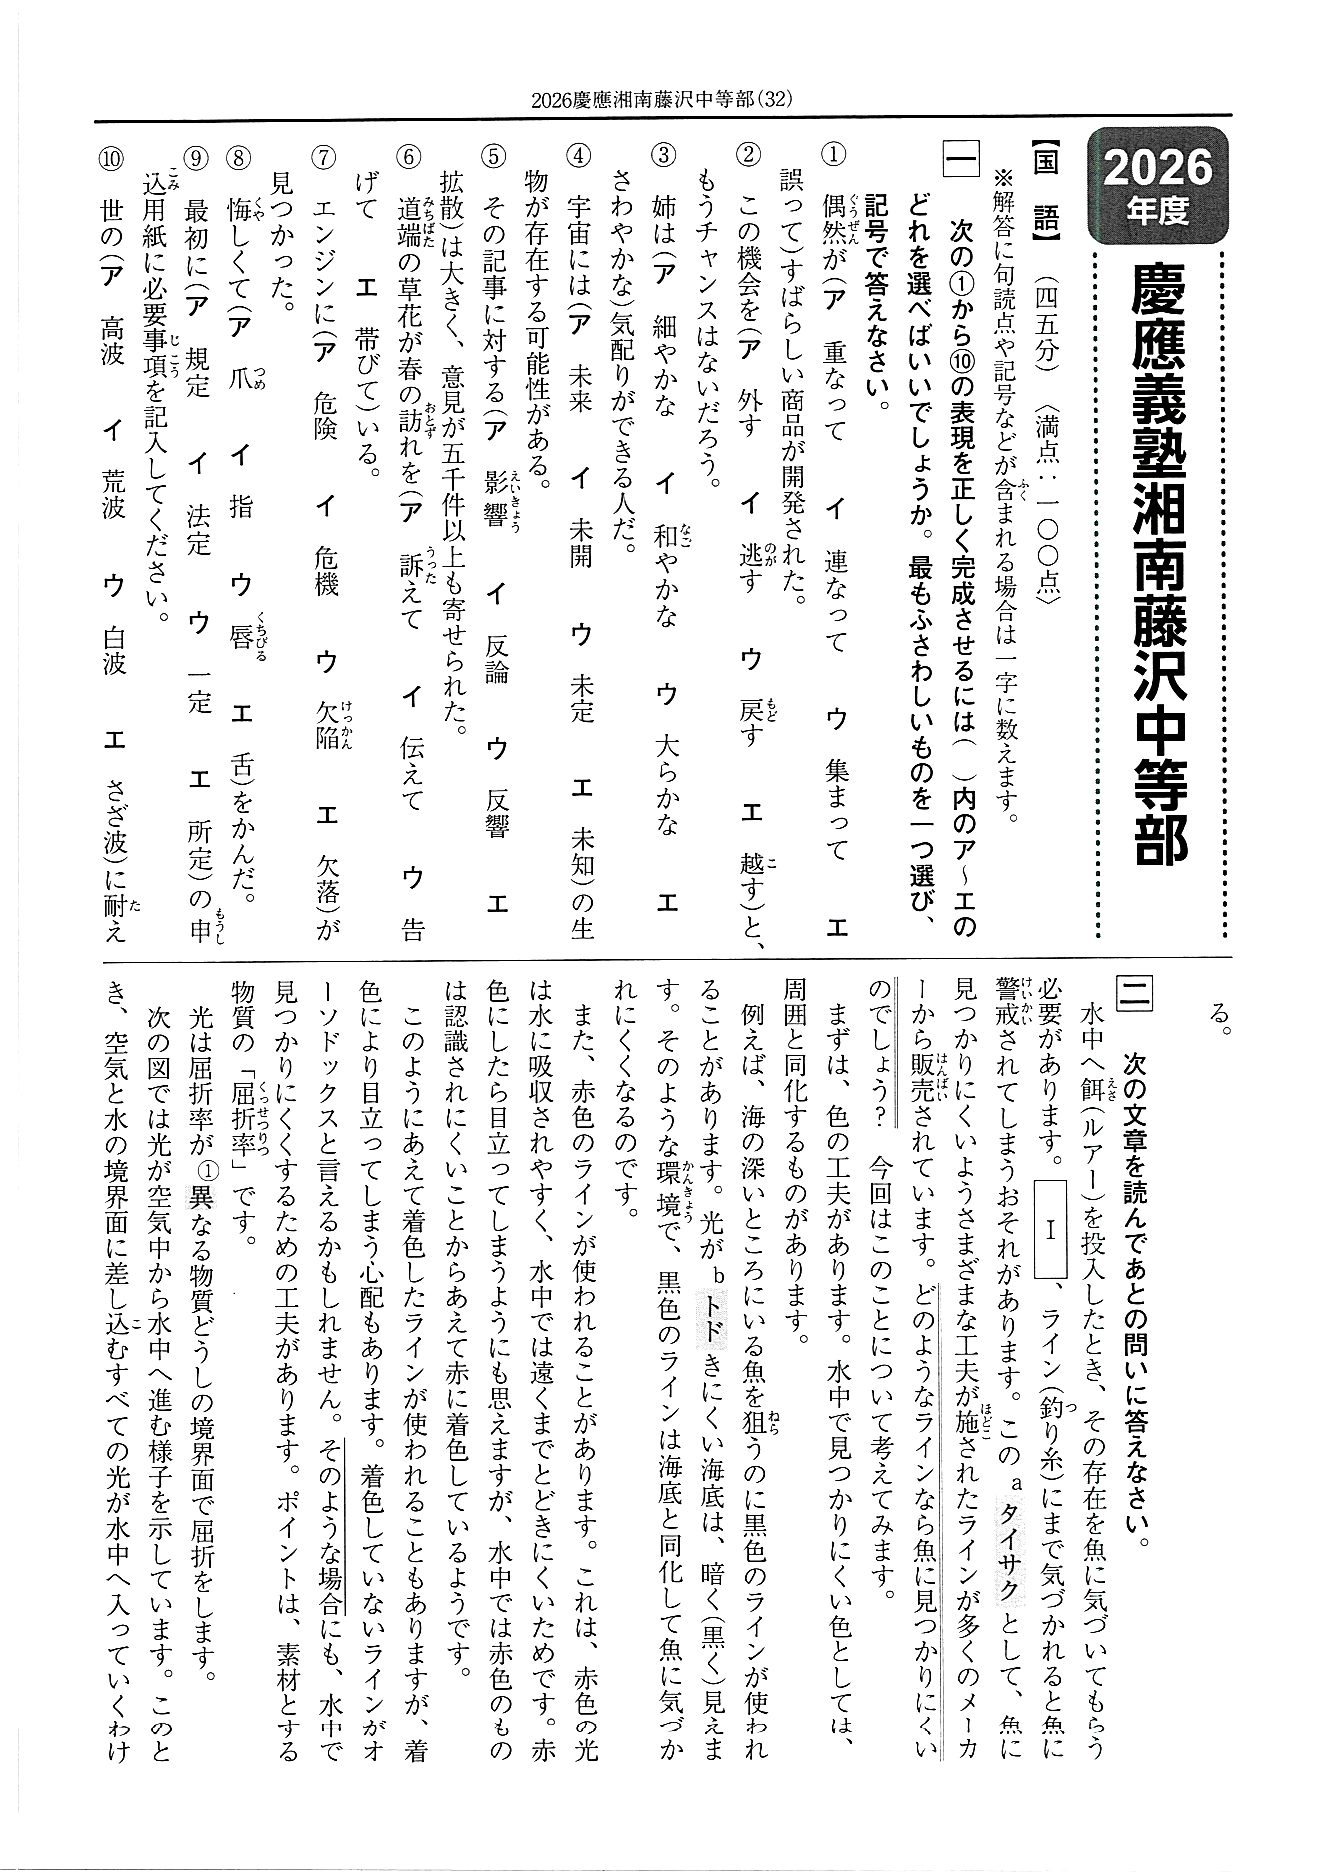 2026慶應湘南藤沢中等部(32)
2026
年度
慶應義塾湘南藤沢中等部
【国　語】　(四五分)　〈満点：一〇〇点〉
※解答に句読点や記号などが含まれる場合は一字に数えます。
一　次の①から⑩の表現を正しく完成させるには(　)内のア～エの
どれを選べばいいでしょうか。最もふさわしいものを一つ選び、
記号で答えなさい。
①　偶然が(ア　重なって　イ　連なって　ウ　集まって　エ
誤って)すばらしい商品が開発された。
②　この機会を(ア　外す　イ　逃す　ウ　戻す　エ　越す)と、
もうチャンスはないだろう。
③　姉は(ア　細やかな　イ　和やかな　ウ　大らかな　エ
さわやかな)気配りができる人だ。
④　宇宙には(ア　未来　イ　未開　ウ　未定　エ　未知)の生
物が存在する可能性がある。
⑤　その記事に対する(ア　影響　イ　反論　ウ　反響　エ
拡散)は大きく、意見が五千件以上も寄せられた。
⑥　道端の草花が春の訪れを(ア　訴えて　イ　伝えて　ウ　告
げて　エ　帯びて)いる。
⑦　エンジンに(ア　危険　イ　危機　ウ　欠陥　エ　欠落)が
見つかった。
⑧　悔しくて(ア　爪　イ　指　ウ　唇　エ　舌)をかんだ。
⑨　最初に(ア　規定　イ　法定　ウ　一定　エ　所定)の申
込用紙に必要事項を記入してください。
⑩　世の(ア　高波　イ　荒波　ウ　白波　エ　さざ波)に耐え
る。
二　次の文章を読んであとの問いに答えなさい。
水中へ餌(ルアー)を投入したとき、その存在を魚に気づいてもらう
必要があります。　Ⅰ　、ライン(釣り糸)にまで気づかれると魚に
警戒されてしまうおそれがあります。このaタイサクとして、魚に
見つかりにくいようさまざまな工夫が施されたラインが多くのメーカ
ーから販売されています。どのようなラインなら魚に見つかりにくい
のでしょう？　今回はこのことについて考えてみます。
まずは、色の工夫があります。水中で見つかりにくい色としては、
周囲と同化するものがあります。
例えば、海の深いところにいる魚を狙うのに黒色のラインが使われ
ることがあります。光がbトドきにくい海底は、暗く(黒く)見えま
す。そのような環境で、黒色のラインは海底と同化して魚に気づか
れにくくなるのです。
また、赤色のラインが使われることがあります。これは、赤色の光
は水に吸収されやすく、水中では遠くまでとどきにくいためです。赤
色にしたら目立ってしまうようにも思えますが、水中では赤色のもの
は認識されにくいことからあえて赤に着色しているようです。
このようにあえて着色したラインが使われることもありますが、着
色により目立ってしまう心配もあります。着色していないラインがオ
ーソドックスと言えるかもしれません。そのような場合にも、水中で
見つかりにくくするための工夫があります。ポイントは、素材とする
物質の「屈折率」です。
光は屈折率が①異なる物質どうしの境界面で屈折をします。
次の図では光が空気中から水中へ進む様子を示しています。このと
き、空気と水の境界面に差し込むすべての光が水中へ入っていくわけ